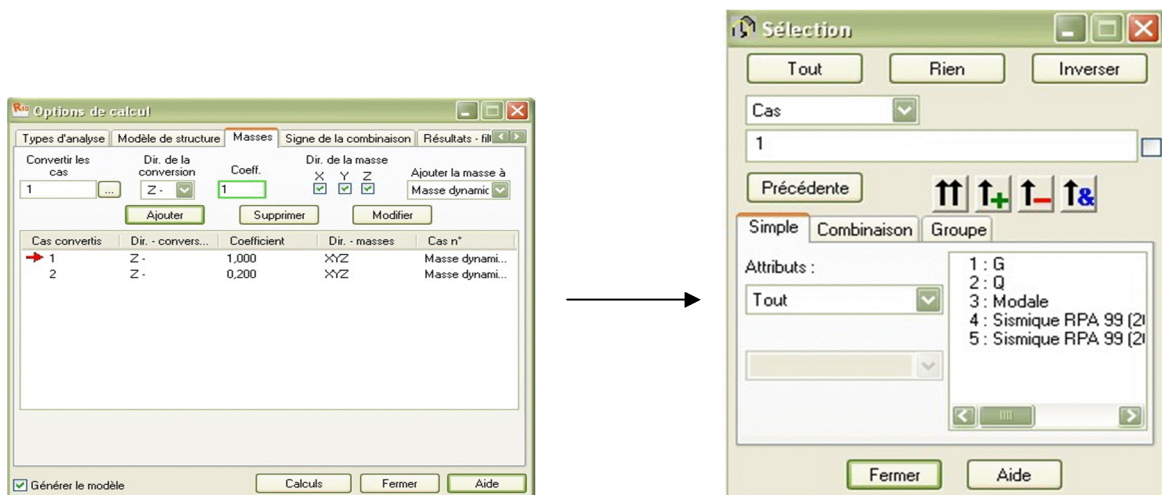 Options de calcul
Types d'analyse Modèle de structure Masses Signe de la combinaison Résultats - filt
Convertir les cas
Dir. de la conversion
Coeff.
Dir. de la masse
X Y Z
Ajouter la masse à
1 ... Z - 1 Masse dynamic
Ajouter Supprimer Modifier
Cas convertis Dir. - convers... Coefficient Dir. - masses Cas n°
1 Z - 1,000 XYZ Masse dynami...
2 Z - 0,200 XYZ Masse dynami...
Générer le modèle Calculs Fermer Aide
Sélection
Tout Rien Inverser
Cas
1
Précédente
&
Simple Combinaison Groupe
Attributs :
Tout
1 : G
2 : Q
3 : Modale
4 : Sismique RPA 99 (2
5 : Sismique RPA 99 (2
Fermer Aide